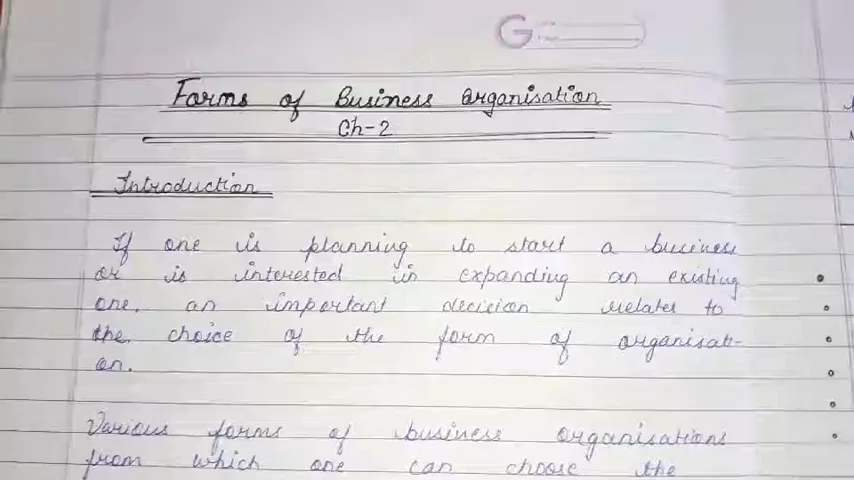 Forms of Business Organisation
Ch-2
Introduction
If one is planning to start a business
or is interested in expanding an existing
one, an important decision relates to
the choice of the form of organisati-
on.
Various forms of business organisations
from which one can choose the